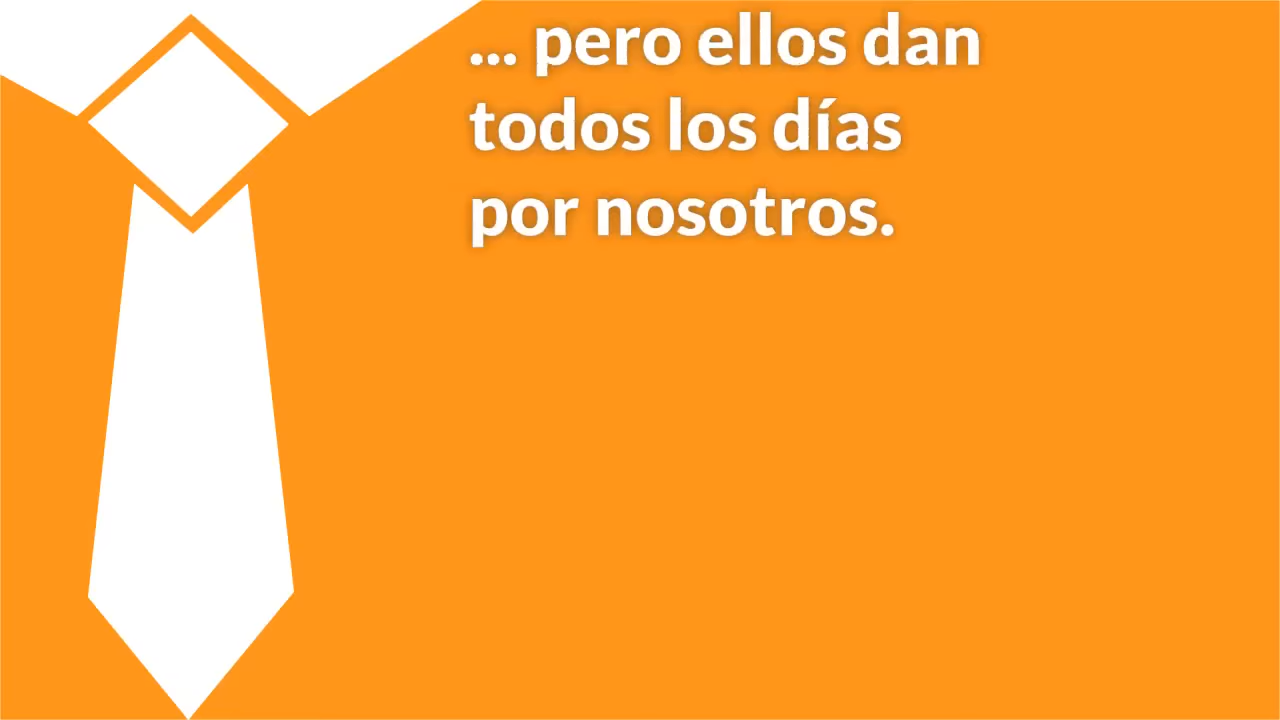 ... pero ellos dan
todos los días
por nosotros.